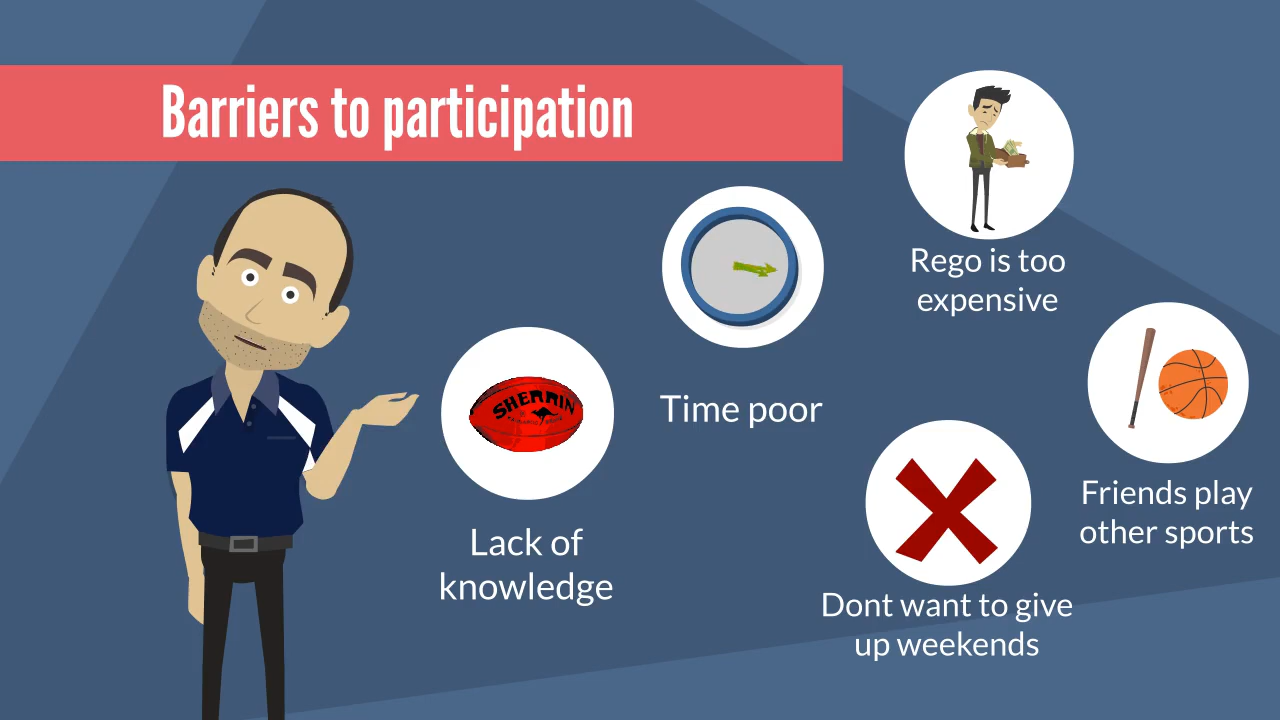 Barriers to participation
Rego is too
expensive
SHERRIN
Time poor
Friends play
other sports
Lack of
knowledge
Dont want to give
up weekends